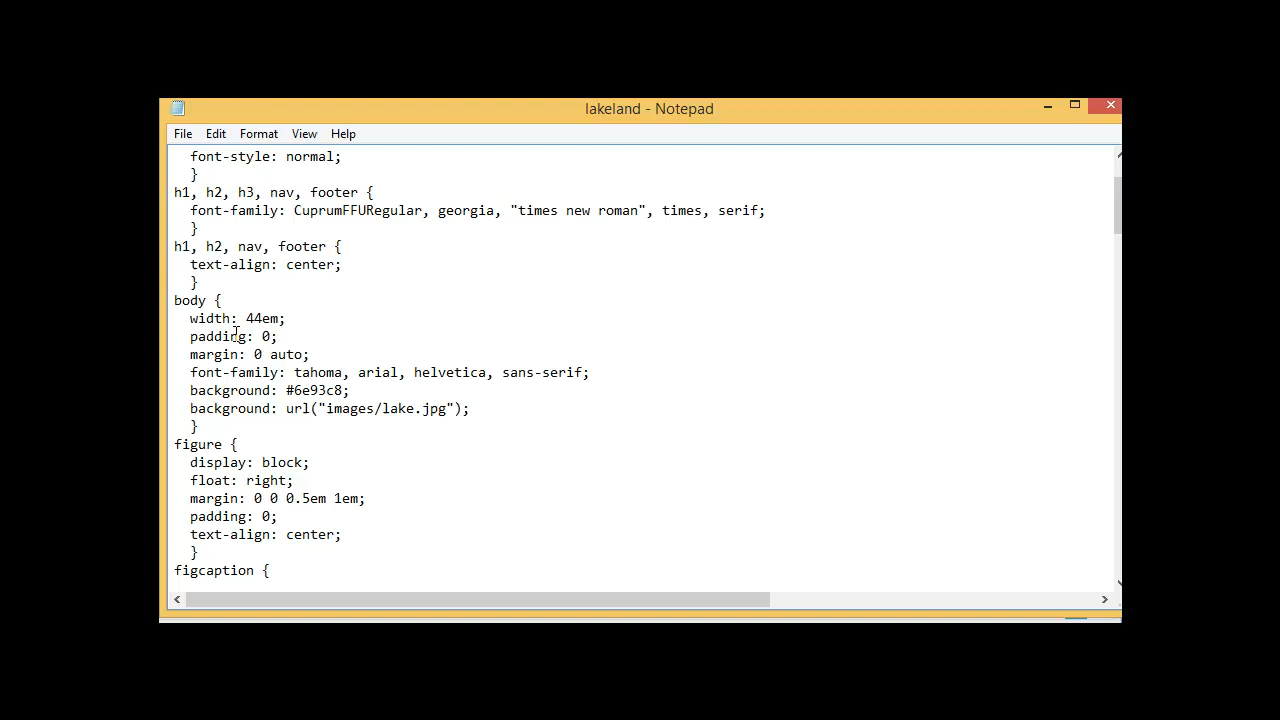 lakeland - Notepad
File Edit Format View Help
font-style: normal;
}
h1, h2, h3, nav, footer {
font-family: CuprumFFURegular, georgia, "times new roman", times, serif;
}
h1, h2, nav, footer {
text-align: center;
}
body {
width: 44em;
padding: 0;
margin: 0 auto;
font-family: tahoma, arial, helvetica, sans-serif;
background: #6e93c8;
background: url("images/lake.jpg");
}
figure {
display: block;
float: right;
margin: 0 0 0.5em 1em;
padding: 0;
text-align: center;
}
figcaption {